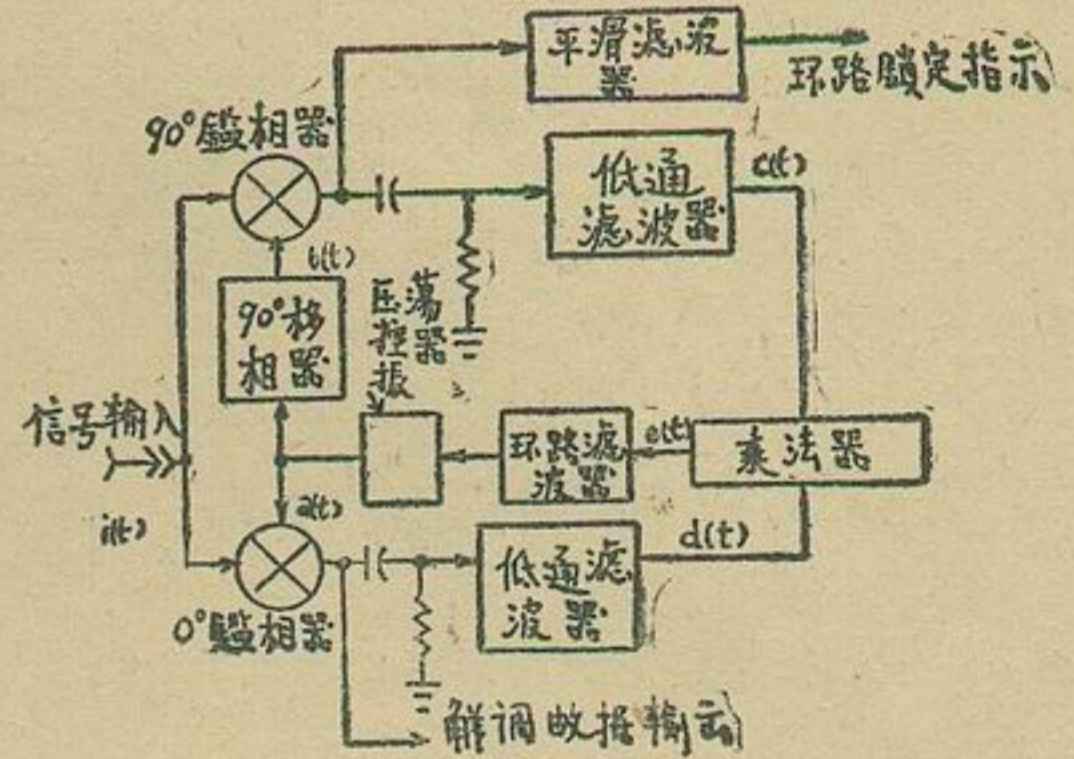 平滑滤波
器
环路锁定指示
90°鑑相器
低通
滤波器
c(t)
b(t)
90°移
相器
压控振
荡器
信号输入
i(t)
环路滤
波器
e(t)
乘法器
a(t)
d(t)
低通滤
波器
0°鑑相器
解调数据输出